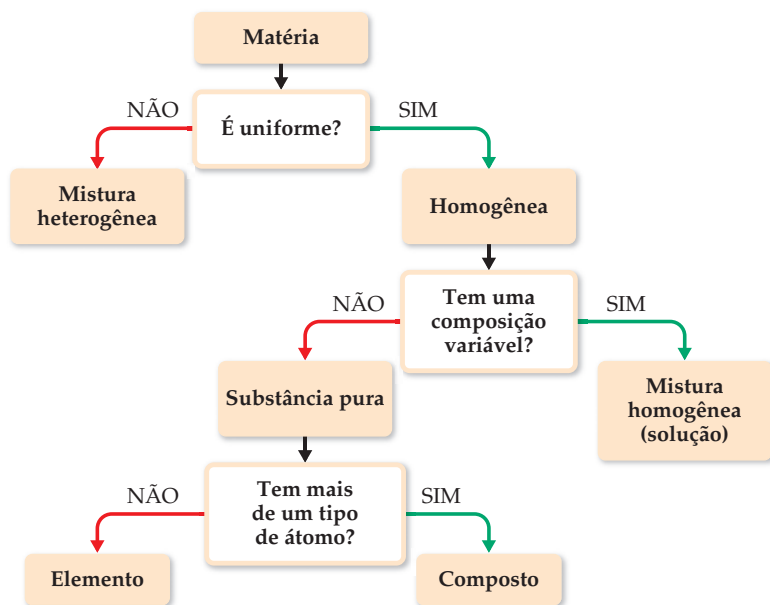 Matéria
NÃO
É uniforme?
SIM
Mistura
heterogênea
Homogênea
NÃO
Tem uma
composição
variável?
SIM
Substância pura
Mistura
homogênea
(solução)
NÃO
Tem mais
de um tipo
de átomo?
SIM
Elemento
Composto